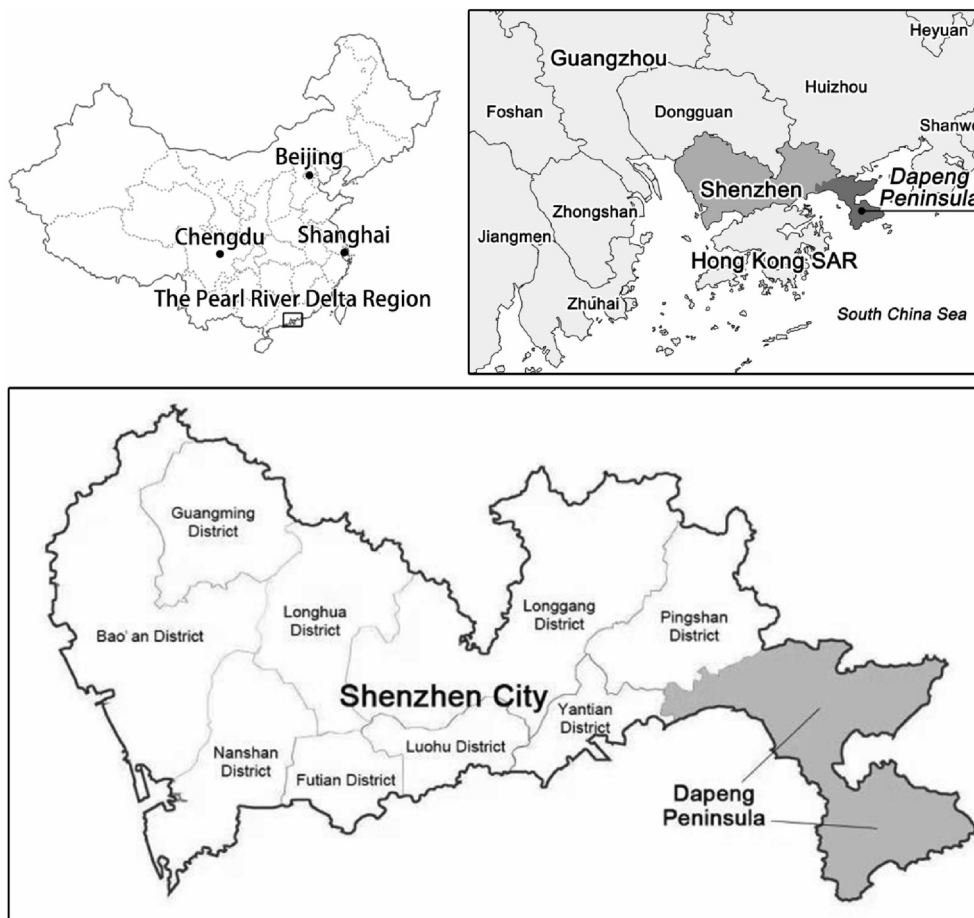 Beijing
Chengdu
Shanghai
The Pearl River Delta Region
Heyuan
Guangzhou
Huizhou
Foshan
Dongguan
Shanwe
Shenzhen
Dapeng
Peninsula
Zhongshan
Jiangmen
Hong Kong SAR
Zhuhai
South China Sea
Guangming
District
Bao' an District
Longhua
District
Longgang
District
Pingshan
District
Shenzhen City
Yantian
District
Nanshan
District
Luohu District
Futian District
Dapeng
Peninsula